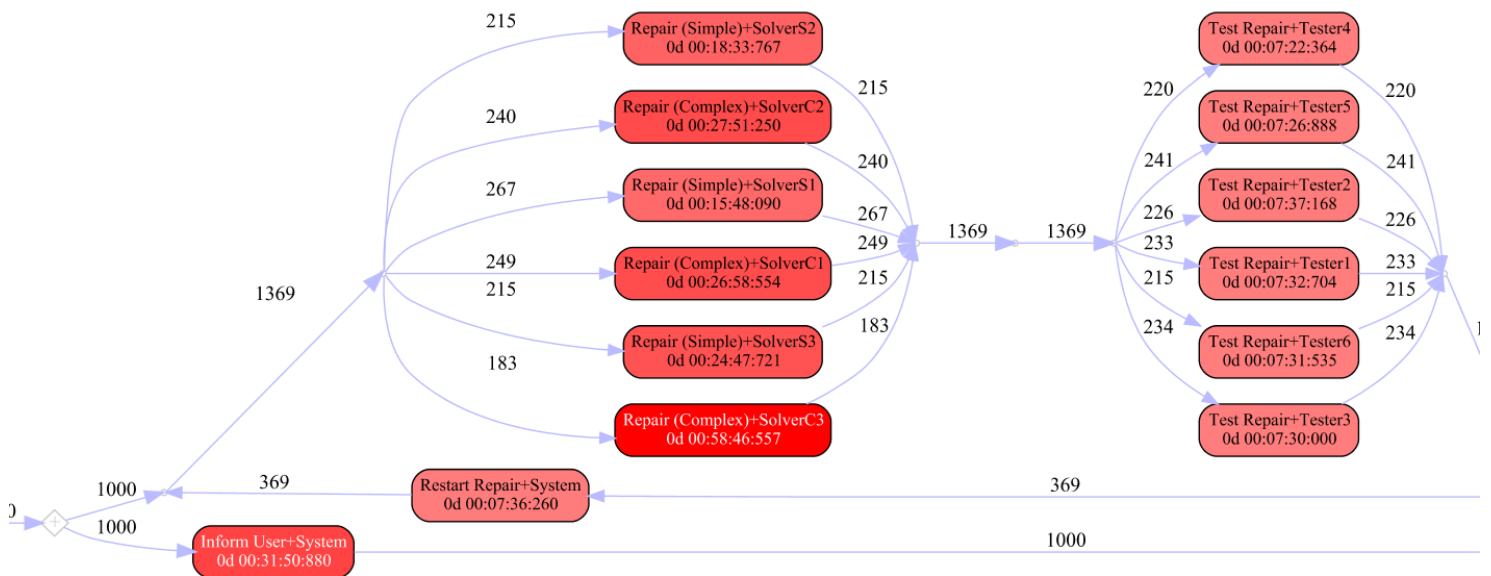 215
Repair (Simple)+SolverS2
0d 00:18:33:767
215
240
Repair (Complex)+SolverC2
0d 00:27:51:250
240
267
Repair (Simple)+SolverS1
0d 00:15:48:090
267
249
Repair (Complex)+SolverC1
0d 00:26:58:554
249
215
Repair (Simple)+SolverS3
0d 00:24:47:721
215
183
Repair (Complex)+SolverC3
0d 00:58:46:557
183
1369
1369
1369
220
Test Repair+Tester4
0d 00:07:22:364
220
241
Test Repair+Tester5
0d 00:07:26:888
241
226
Test Repair+Tester2
0d 00:07:37:168
226
233
Test Repair+Tester1
0d 00:07:32:704
233
215
Test Repair+Tester6
0d 00:07:31:535
215
234
Test Repair+Tester3
0d 00:07:30:000
234
1000
369
Restart Repair+System
0d 00:07:36:260
369
0
1000
Inform User+System
0d 00:31:50:880
1000